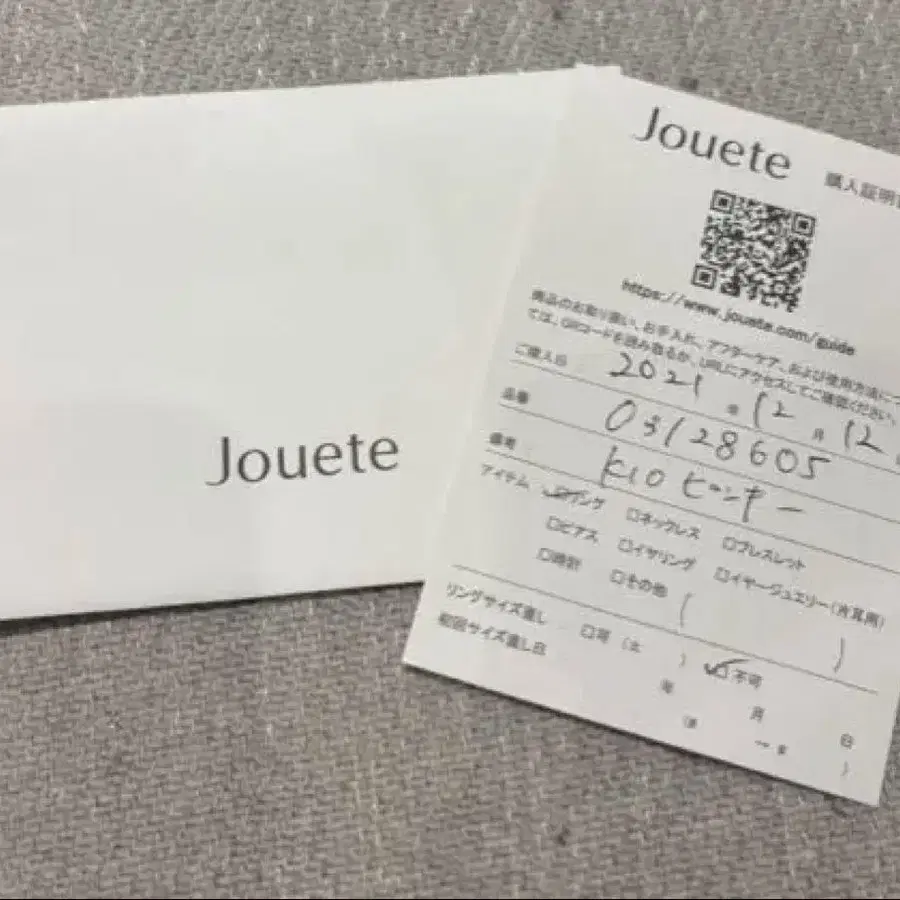 Jouete
Jouete 購入証明
https://www.jouete.com/guide
商品のお取り扱い、お手入れ、アフターケア、および使用方法につ
ては、QRコードを読み取るか、URLにアクセスしてご確認ください。
ご購入日 2021 年 12 月 12
品番 03128605
備考 K10 ピンキー
アイテム ☑リング □ネックレス □ブレスレット
□ピアス □イヤリング □イヤージュエリー(片耳用)
□時計 □その他 ( )
リングサイズ直し □可 (± ) ☑不可
初回サイズ直し日 年 月 日